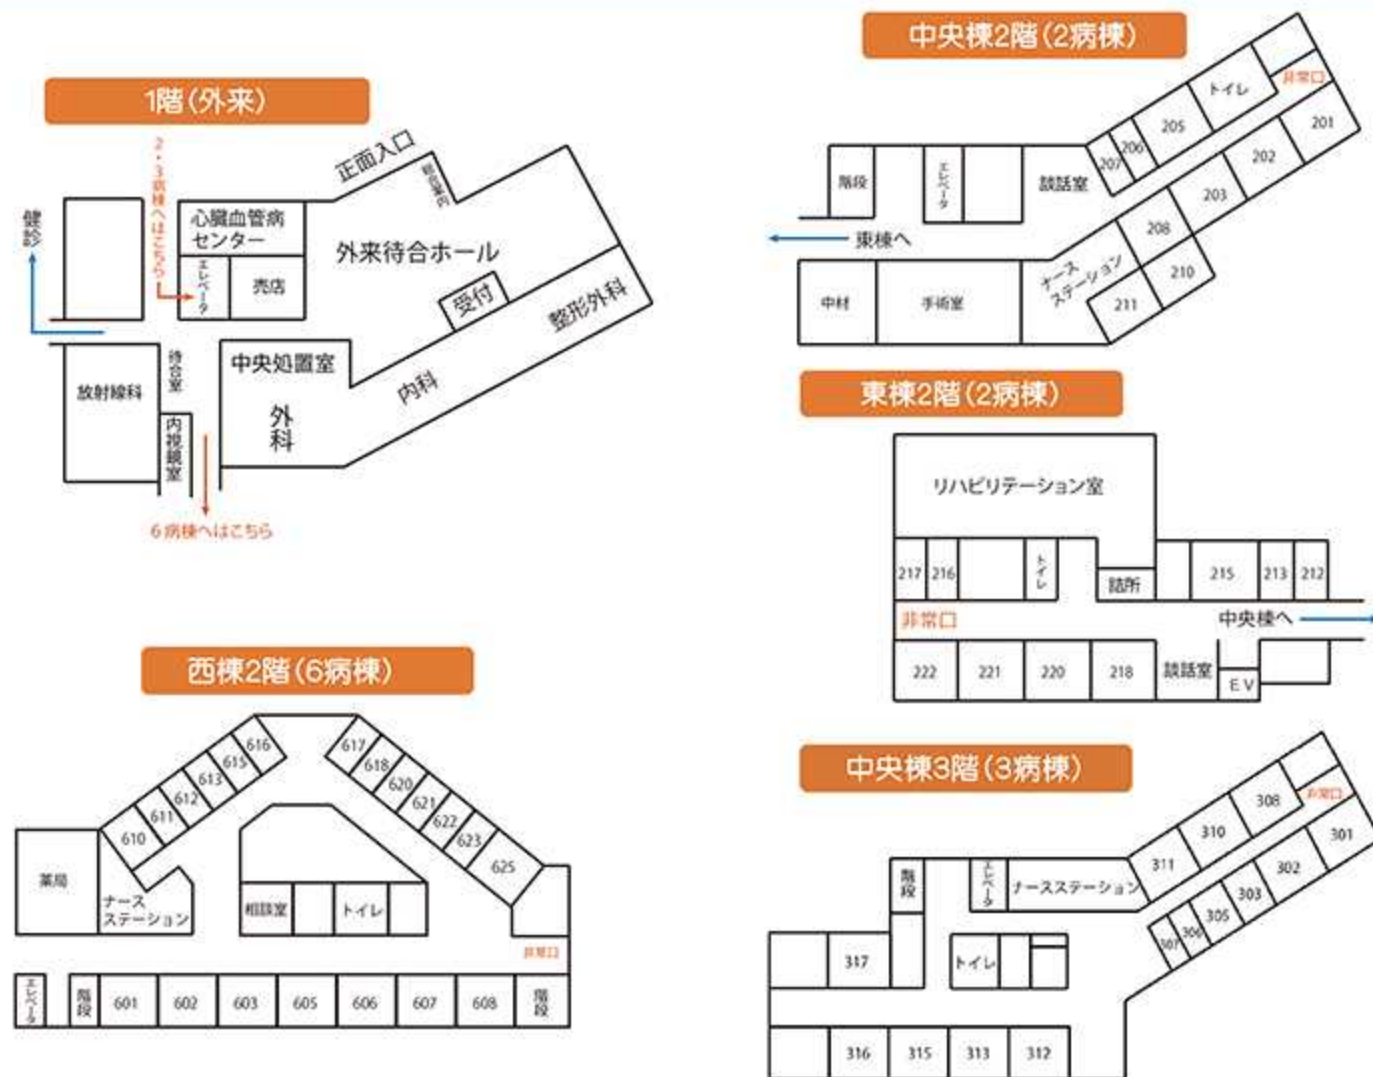 1階(外来)
正面入口
総合案内
2・3病棟へはこちら
健診
心臓血管病
センター
エレベータ
売店
外来待合ホール
受付
整形外科
内科
中央処置室
外科
待合室
放射線科
内視鏡室
6病棟へはこちら
中央棟2階(2病棟)
非常口
トイレ
201
205
202
206
207
203
階段
エレベータ
談話室
208
東棟へ
ナース
ステーション
210
211
中材
手術室
東棟2階(2病棟)
リハビリテーション室
217
216
トイレ
詰所
215
213
212
非常口
中央棟へ
222
221
220
218
談話室
EV
西棟2階(6病棟)
616
615
613
612
611
610
617
618
620
621
622
623
625
薬局
ナース
ステーション
相談室
トイレ
非常口
エレベータ
階段
601
602
603
605
606
607
608
階段
中央棟3階(3病棟)
非常口
308
310
311
301
302
303
305
306
307
階段
エレベータ
ナースステーション
317
トイレ
316
315
313
312